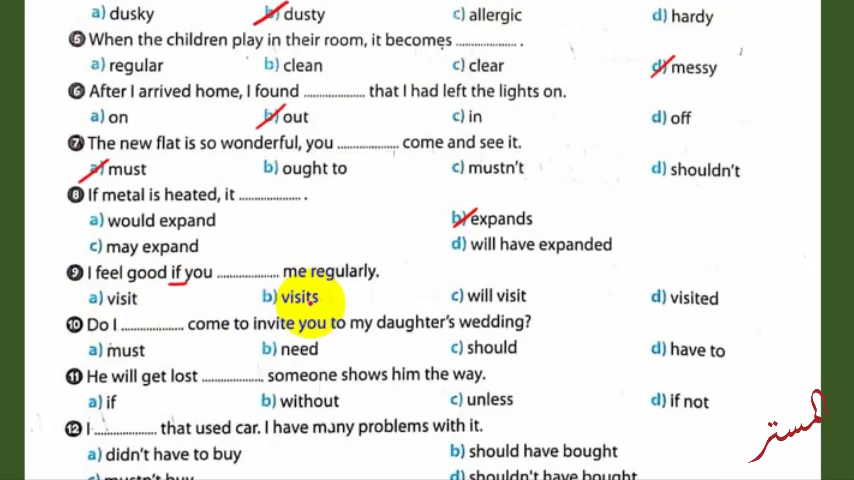 a) dusky b) dusty c) allergic d) hardy
5 When the children play in their room, it becomes .................. .
a) regular b) clean c) clear d) messy
6 After I arrived home, I found .................. that I had left the lights on.
a) on b) out c) in d) off
7 The new flat is so wonderful, you .................. come and see it.
a) must b) ought to c) mustn't d) shouldn't
8 If metal is heated, it .................. .
a) would expand b) expands
c) may expand d) will have expanded
9 I feel good if you .................. me regularly.
a) visit b) visits c) will visit d) visited
10 Do I .................. come to invite you to my daughter's wedding?
a) must b) need c) should d) have to
11 He will get lost .................. someone shows him the way.
a) if b) without c) unless d) if not
12 I .................. that used car. I have many problems with it.
a) didn't have to buy b) should have bought
c) mustn't buy d) shouldn't have bought
المستر